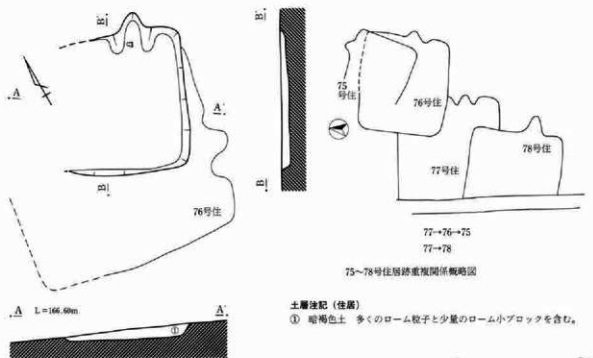 B'
A
A'
B
76号住
A L=166.60m A'
①
B'
B
75
号住
76号住
77号住
78号住
77→76→75
77→78
75～78号住居跡重複関係概略図
土層注記（住居）
① 暗褐色土 多くのローム粒子と少量のローム小ブロックを含む。